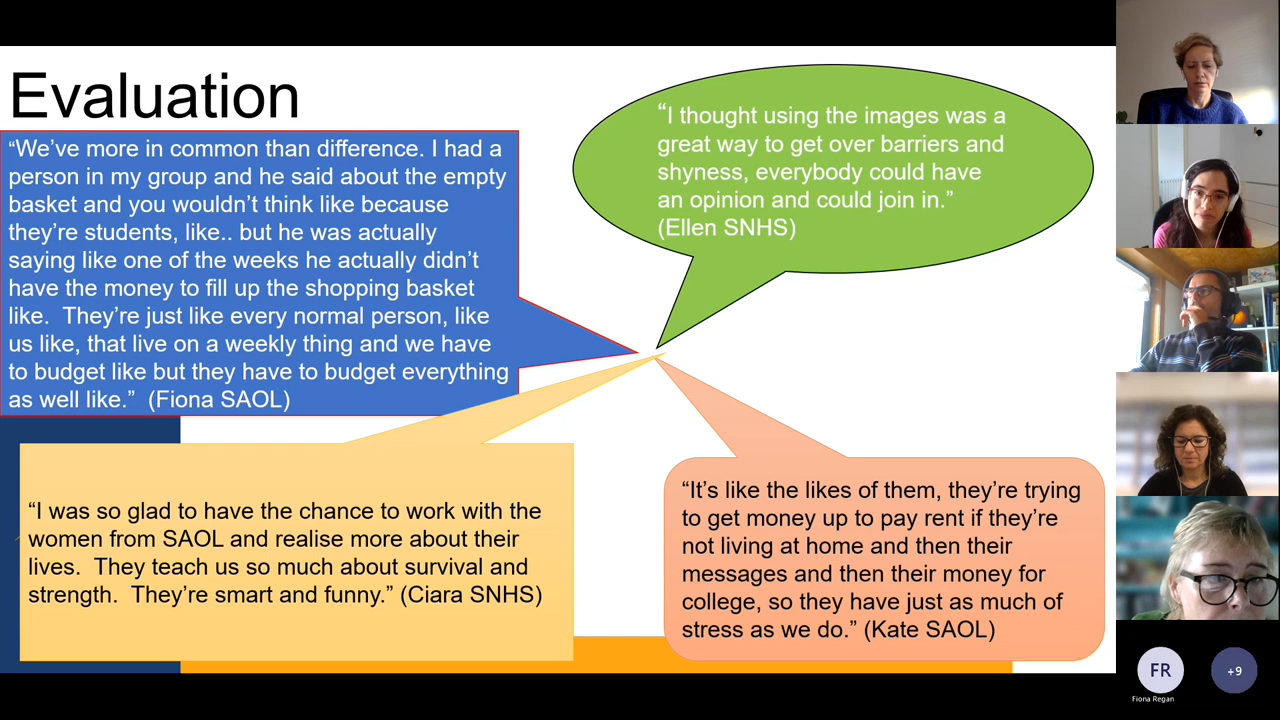 Evaluation
“We’ve more in common than difference. I had a
person in my group and he said about the empty
basket and you wouldn’t think like because
they’re students, like.. but he was actually
saying like one of the weeks he actually didn’t
have the money to fill up the shopping basket
like.  They’re just like every normal person, like
us like, that live on a weekly thing and we have
to budget like but they have to budget everything
as well like.”  (Fiona SAOL)
“I thought using the images was a
great way to get over barriers and
shyness, everybody could have
an opinion and could join in.”
(Ellen SNHS)
“I was so glad to have the chance to work with the
women from SAOL and realise more about their
lives.  They teach us so much about survival and
strength.  They’re smart and funny.” (Ciara SNHS)
“It’s like the likes of them, they’re trying
to get money up to pay rent if they’re
not living at home and then their
messages and then their money for
college, so they have just as much of
stress as we do.” (Kate SAOL)
FR
Fiona Regan
+9